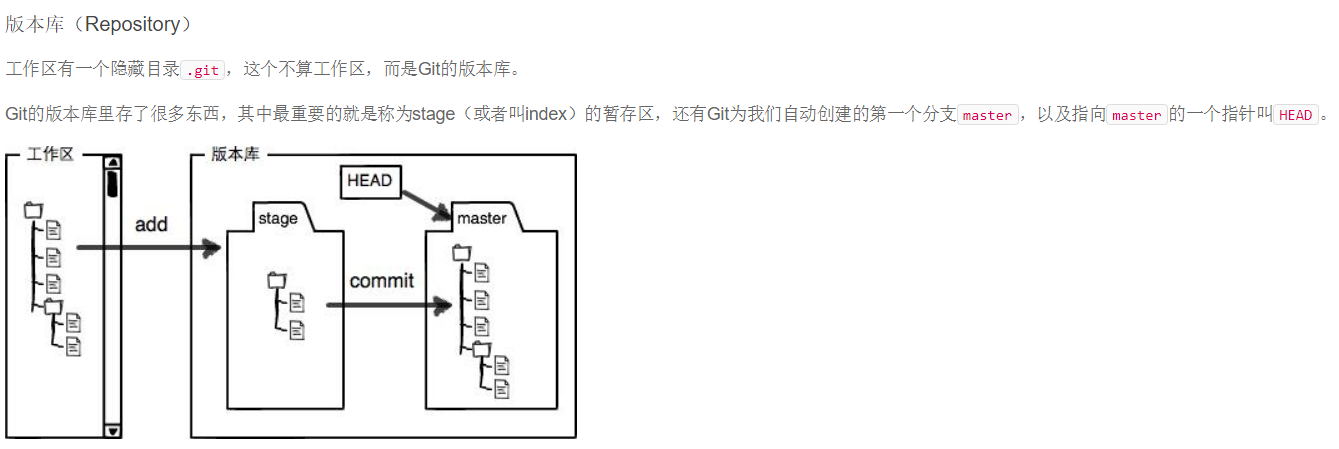 版本库（Repository）
工作区有一个隐藏目录.git，这个不算工作区，而是Git的版本库。
Git的版本库里存了很多东西，其中最重要的就是称为stage（或者叫index）的暂存区，还有Git为我们自动创建的第一个分支master，以及指向master的一个指针叫HEAD。
工作区
版本库
HEAD
stage
master
add
commit